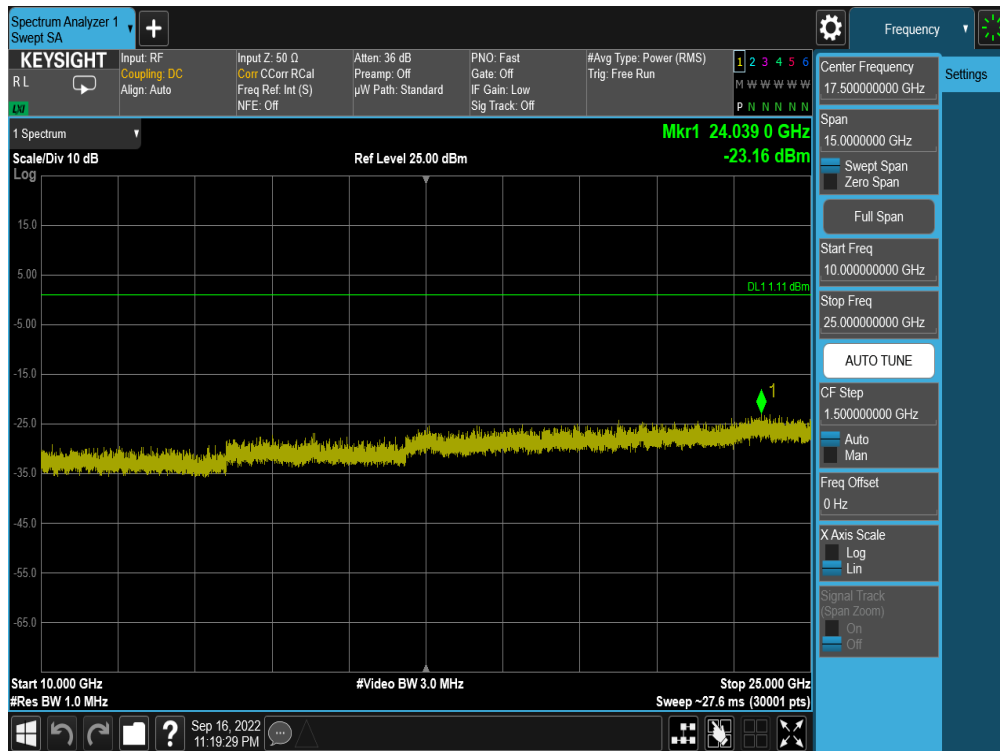 Spectrum Analyzer 1
Swept SA
Frequency
KEYSIGHT
R L
LXI
Input: RF
Coupling: DC
Align: Auto
Input Z: 50 Ω
Corr CCorr RCal
Freq Ref: Int (S)
NFE: Off
Atten: 36 dB
Preamp: Off
µW Path: Standard
PNO: Fast
Gate: Off
IF Gain: Low
Sig Track: Off
#Avg Type: Power (RMS)
Trig: Free Run
1 2 3 4 5 6
M W W W W W
P N N N N N
1 Spectrum
Scale/Div 10 dB
Log
Ref Level 25.00 dBm
Mkr1 24.039 0 GHz
-23.16 dBm
15.0
5.00
-5.00
-15.0
-25.0
-35.0
-45.0
-55.0
-65.0
DL1 1.11 dBm
1
Start 10.000 GHz
#Res BW 1.0 MHz
#Video BW 3.0 MHz
Stop 25.000 GHz
Sweep ~27.6 ms (30001 pts)
Center Frequency
17.500000000 GHz
Span
15.0000000 GHz
Swept Span
Zero Span
Full Span
Start Freq
10.000000000 GHz
Stop Freq
25.000000000 GHz
AUTO TUNE
CF Step
1.500000000 GHz
Auto
Man
Freq Offset
0 Hz
X Axis Scale
Log
Lin
Signal Track
(Span Zoom)
On
Off
Settings
?
Sep 16, 2022
11:19:29 PM